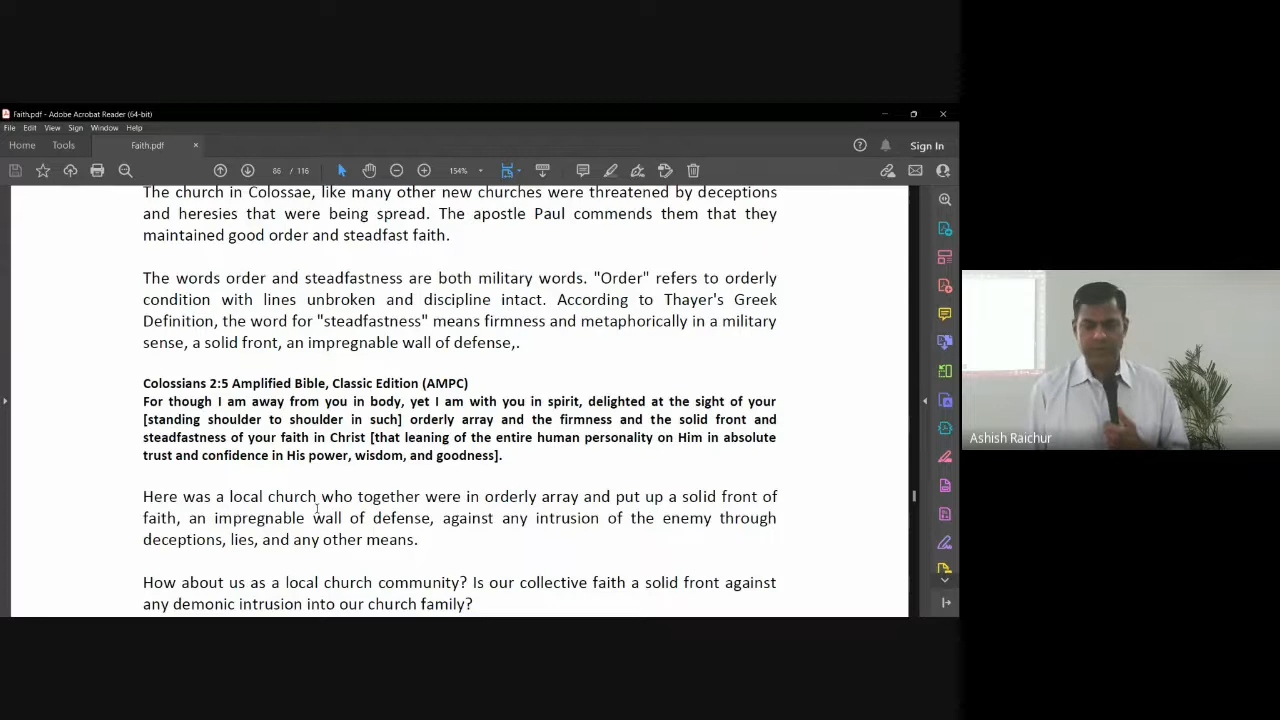 Faith.pdf - Adobe Acrobat Reader (64-bit)
File Edit View Sign Window Help
Home Tools Faith.pdf × Sign In
86 / 116 154%
The church in Colossae, like many other new churches were threatened by deceptions
and heresies that were being spread. The apostle Paul commends them that they
maintained good order and steadfast faith.
The words order and steadfastness are both military words. "Order" refers to orderly
condition with lines unbroken and discipline intact. According to Thayer's Greek
Definition, the word for "steadfastness" means firmness and metaphorically in a military
sense, a solid front, an impregnable wall of defense,.
Colossians 2:5 Amplified Bible, Classic Edition (AMPC)
For though I am away from you in body, yet I am with you in spirit, delighted at the sight of your
[standing shoulder to shoulder in such] orderly array and the firmness and the solid front and
steadfastness of your faith in Christ [that leaning of the entire human personality on Him in absolute
trust and confidence in His power, wisdom, and goodness].
Here was a local church who together were in orderly array and put up a solid front of
faith, an impregnable wall of defense, against any intrusion of the enemy through
deceptions, lies, and any other means.
How about us as a local church community? Is our collective faith a solid front against
any demonic intrusion into our church family?
Ashish Raichur